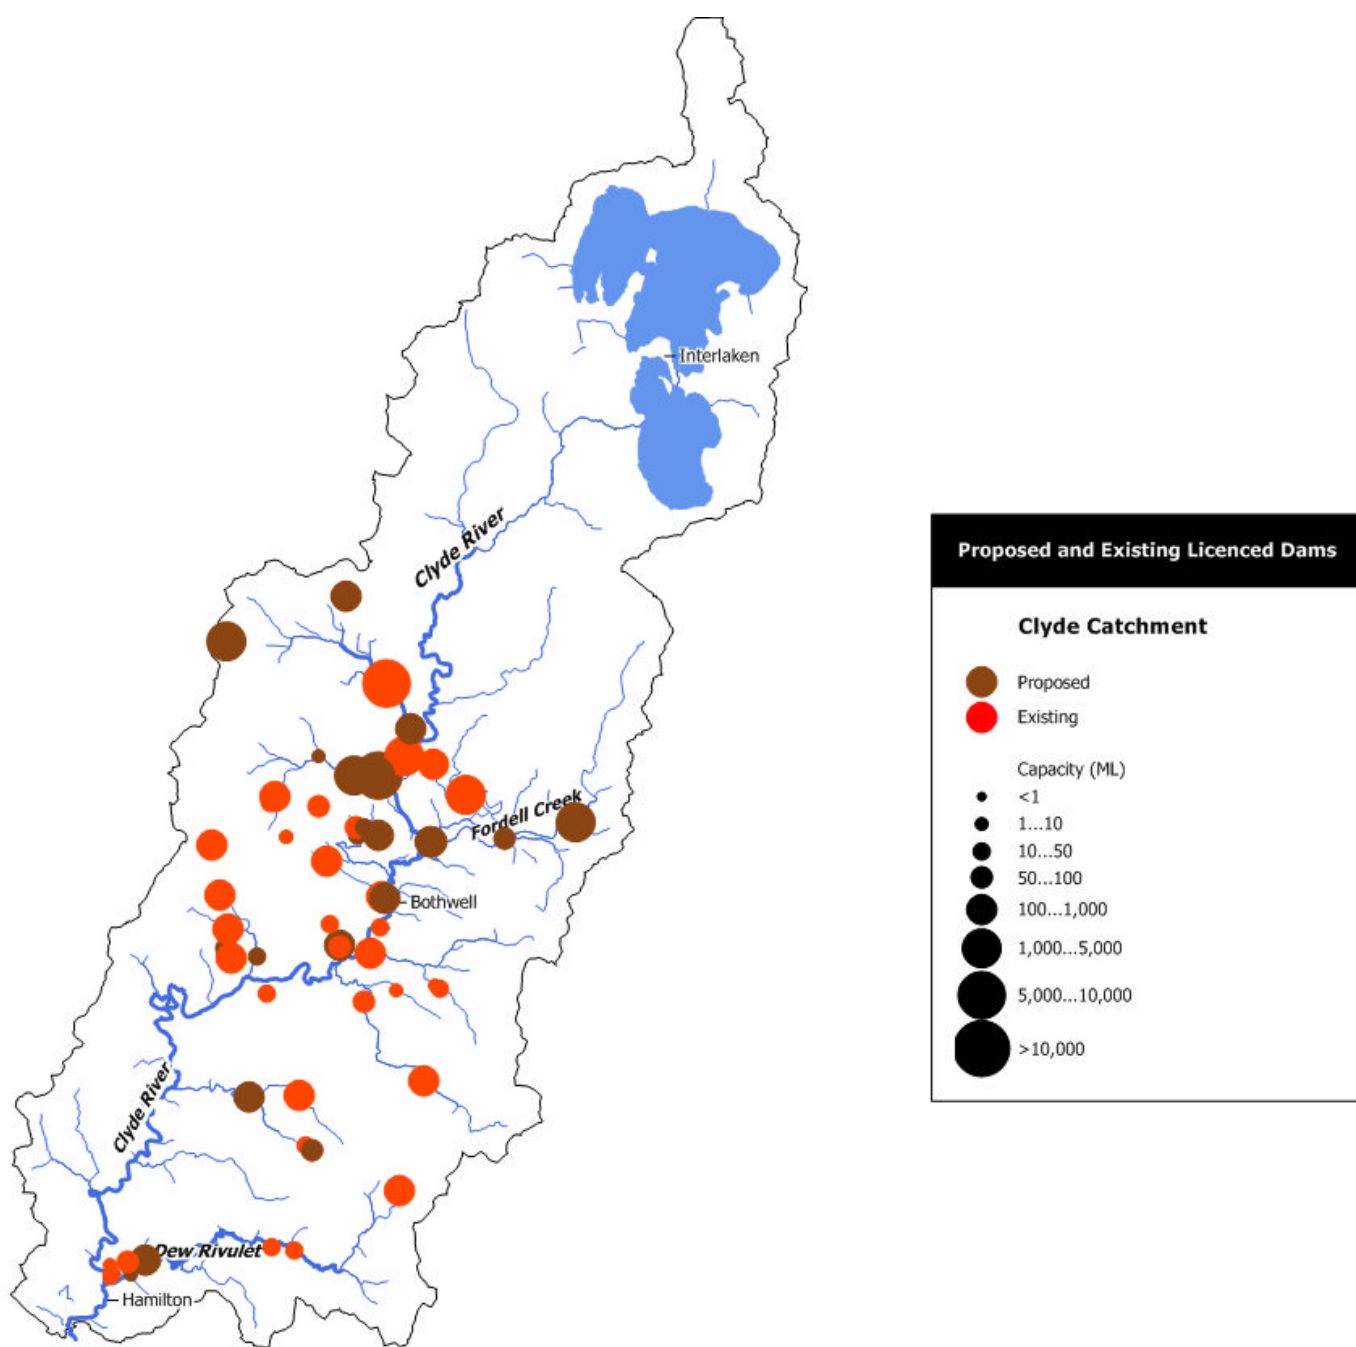 Interlaken
Clyde River
Proposed and Existing Licenced Dams
Clyde Catchment
Proposed
Existing
Capacity (ML)
<1
1...10
10...50
50...100
100...1,000
1,000...5,000
5,000...10,000
>10,000
Fordell Creek
Bothwell
Clyde River
Dew Rivulet
Hamilton